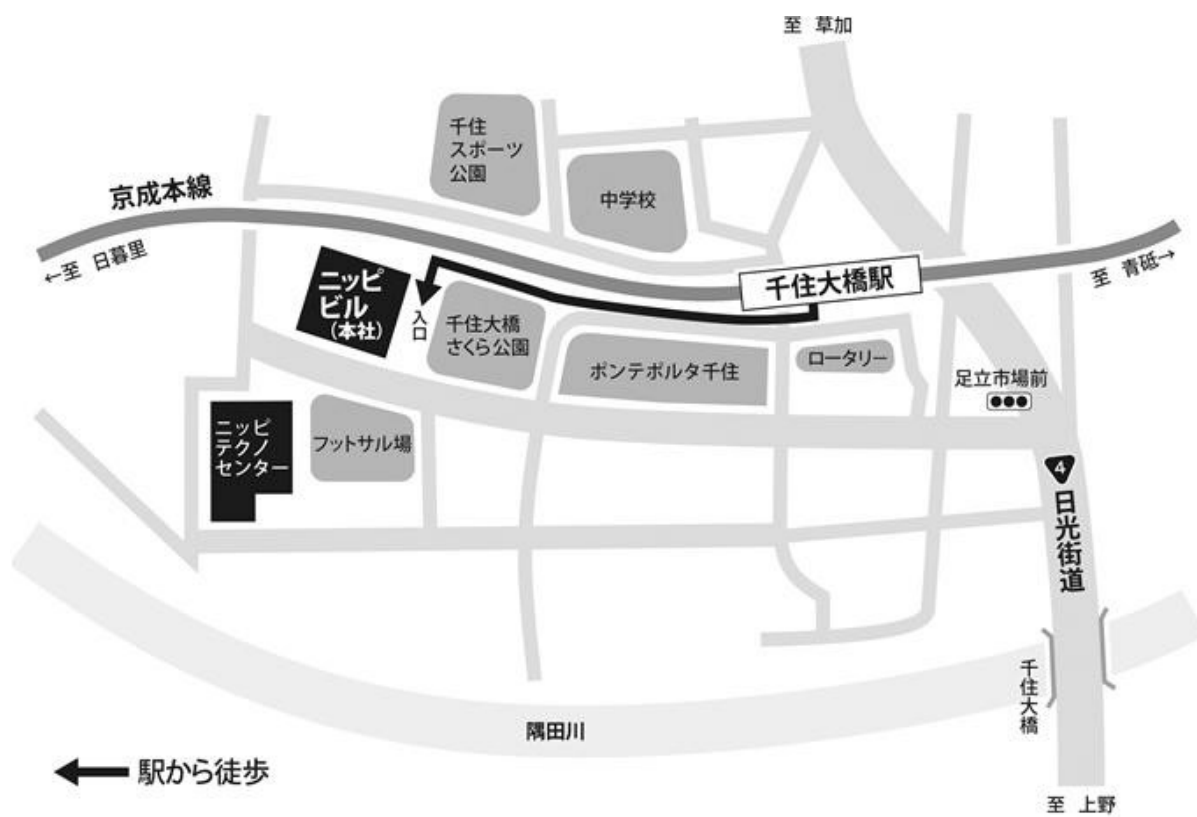 至 草加
千住
スポーツ
公園
中学校
京成本線
←至 日暮里
千住大橋駅
至 青砥→
ニッピ
ビル
(本社)
入口
千住大橋
さくら公園
ポンテポルタ千住
ロータリー
足立市場前
ニッピ
テクノ
センター
フットサル場
4
日光街道
千住大橋
隅田川
駅から徒歩
至 上野